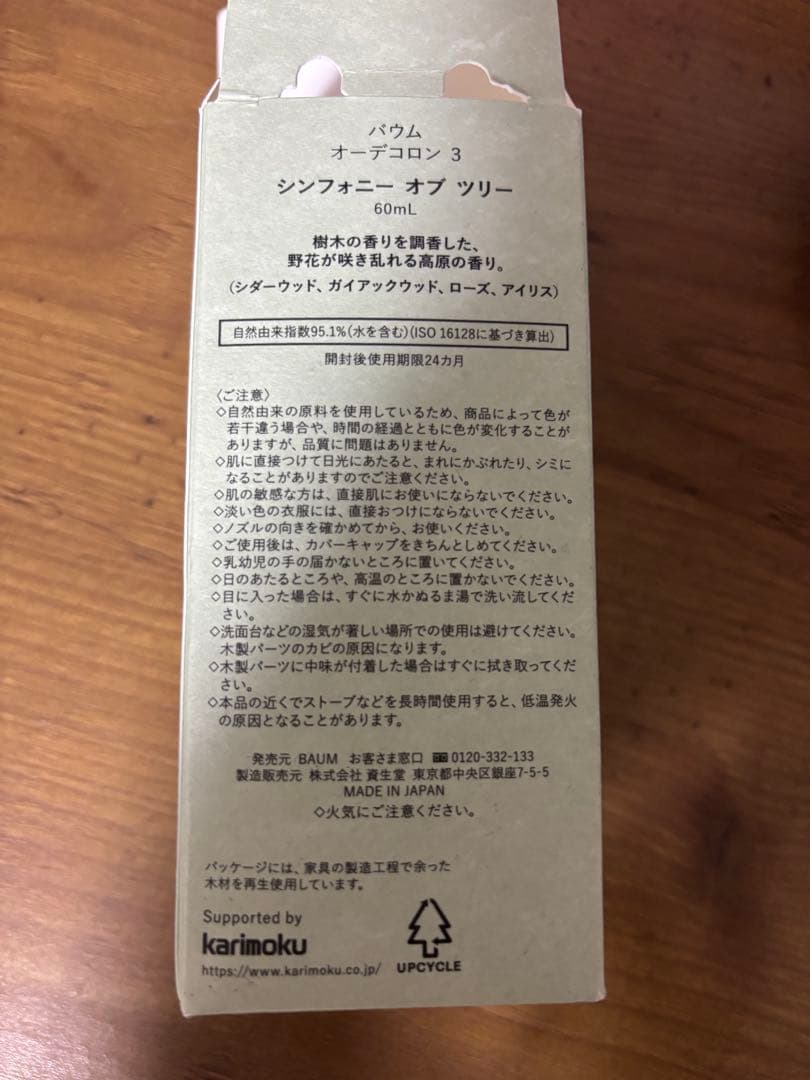 バウム
オーデコロン 3
シンフォニー オブ ツリー
60mL
樹木の香りを調香した、
野花が咲き乱れる高原の香り。
(シダーウッド、ガイアックウッド、ローズ、アイリス)
自然由来指数95.1%(水を含む)(ISO 16128に基づき算出)
開封後使用期限24カ月
〈ご注意〉
◇自然由来の原料を使用しているため、商品によって色が
若干違う場合や、時間の経過とともに色が変化することが
ありますが、品質に問題はありません。
◇肌に直接つけて日光にあたると、まれにかぶれたり、シミに
なることがありますのでご注意ください。
◇肌の敏感な方は、直接肌にお使いにならないでください。
◇淡い色の衣服には、直接おつけにならないでください。
◇ノズルの向きを確かめてから、お使いください。
◇ご使用後は、カバーキャップをきちんとしめてください。
◇乳幼児の手の届かないところに置いてください。
◇日のあたるところや、高温のところに置かないでください。
◇目に入った場合は、すぐに水かぬるま湯で洗い流してくだ
さい。
◇洗面台などの湿気が著しい場所での使用は避けてください。
木製パーツのカビの原因になります。
◇木製パーツに中味が付着した場合はすぐに拭き取ってくだ
さい。
◇本品の近くでストーブなどを長時間使用すると、低温発火
の原因となることがあります。
発売元 BAUM お客さま窓口 0120-332-133
製造販売元 株式会社 資生堂 東京都中央区銀座7-5-5
MADE IN JAPAN
◇火気にご注意ください。
パッケージには、家具の製造工程で余った
木材を再生使用しています。
Supported by
karimoku
https://www.karimoku.co.jp/
UPCYCLE